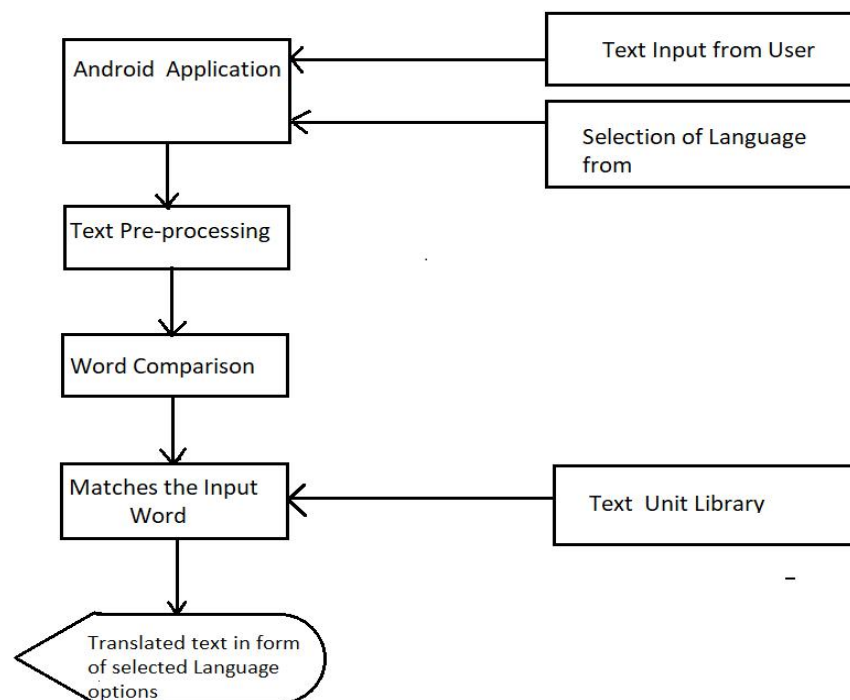 Text Input from User
Android Application
Selection of Language
from
Text Pre-processing
Word Comparison
Matches the Input
Word
Text Unit Library
Translated text in form
of selected Language
options